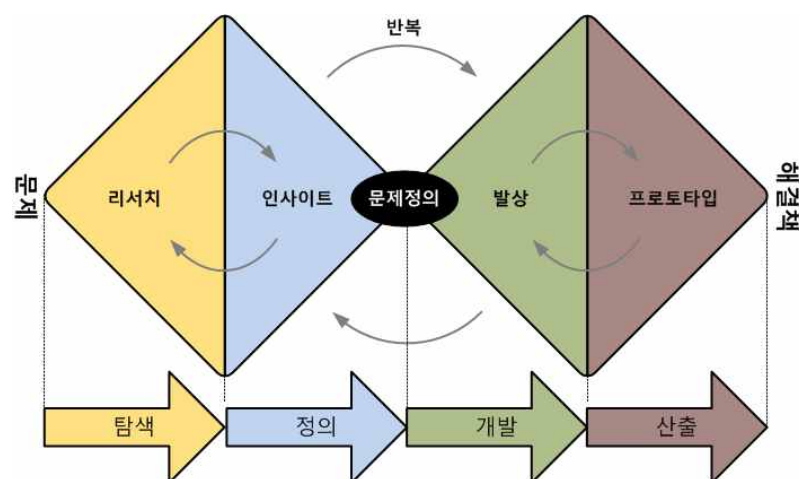 반복
문제
리서치
인사이트
문제정의
발상
프로토타입
해결책
탐색
정의
개발
산출